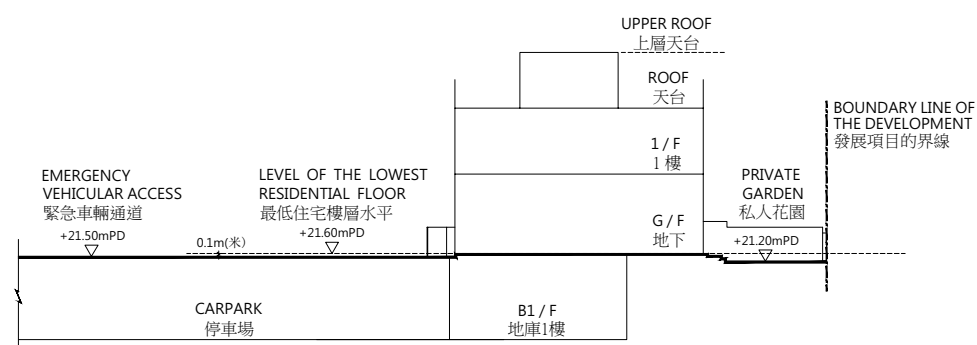 UPPER ROOF
上層天台
ROOF
天台
BOUNDARY LINE OF
THE DEVELOPMENT
發展項目的界線
1 / F
1 樓
EMERGENCY
VEHICULAR ACCESS
緊急車輛通道
+21.50mPD
0.1m(米)
LEVEL OF THE LOWEST
RESIDENTIAL FLOOR
最低住宅樓層水平
+21.60mPD
G / F
地下
PRIVATE
GARDEN
私人花園
+21.20mPD
CARPARK
停車場
B1 / F
地庫1樓